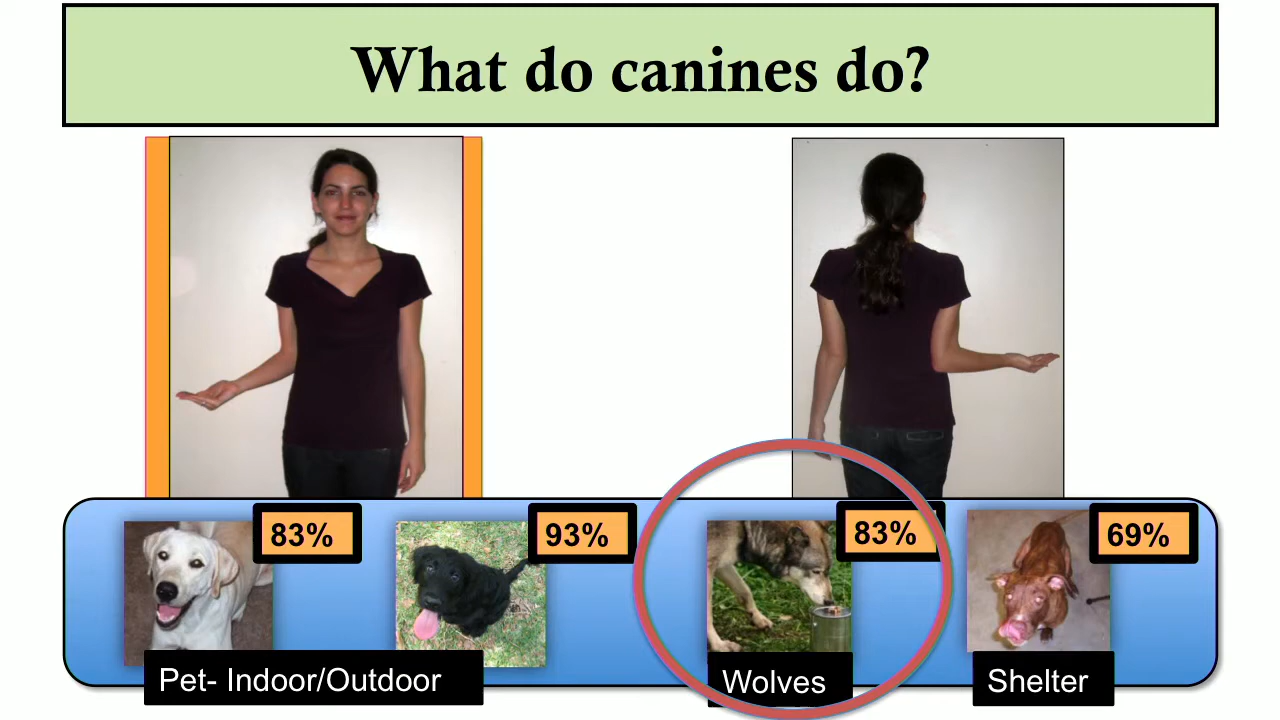 What do canines do?
83%
93%
83%
69%
Pet- Indoor/Outdoor
Wolves
Shelter